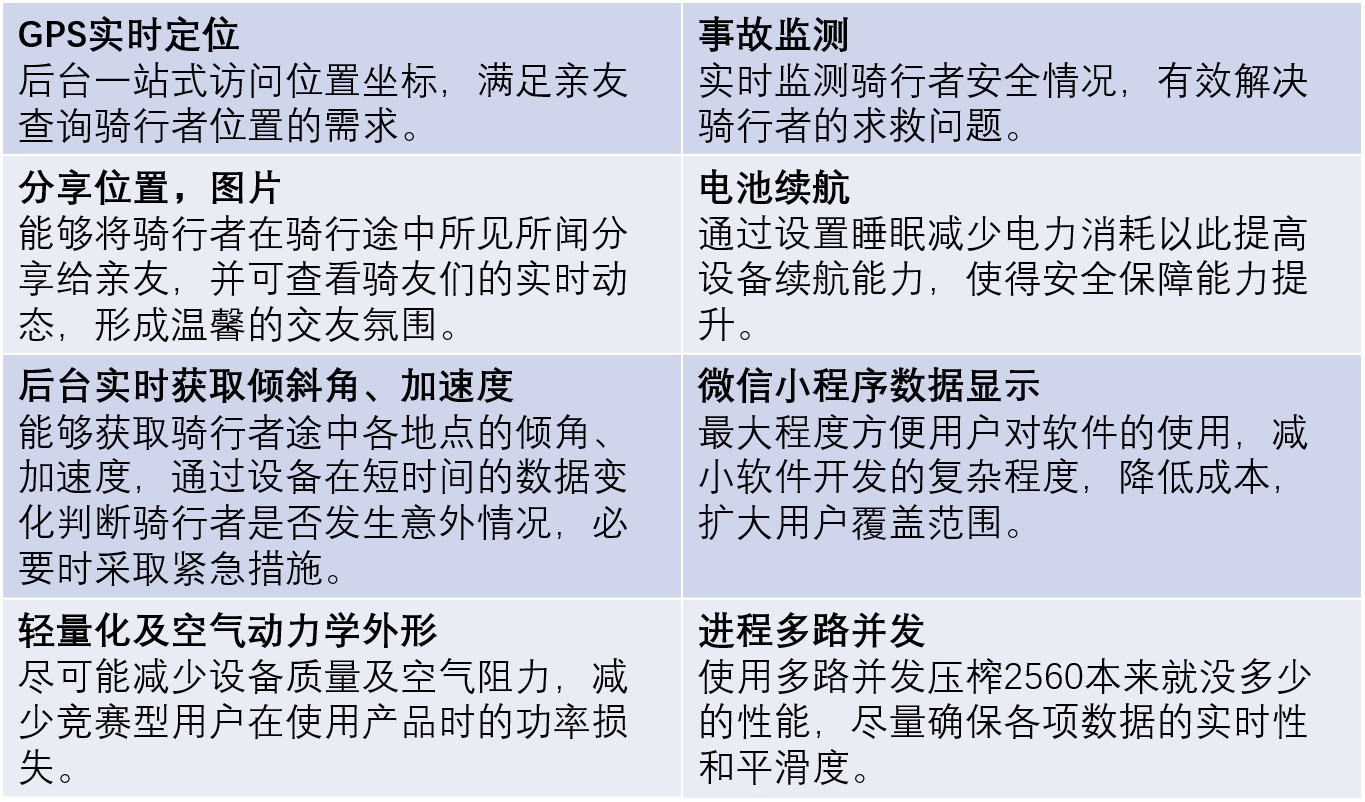 GPS实时定位
后台一站式访问位置坐标，满足亲友
查询骑行者位置的需求。
事故监测
实时监测骑行者安全情况，有效解决
骑行者的求救问题。
分享位置，图片
能够将骑行者在骑行途中所见所闻分
享给亲友，并可查看骑友们的实时动
态，形成温馨的交友氛围。
电池续航
通过设置睡眠减少电力消耗以此提高
设备续航能力，使得安全保障能力提
升。
后台实时获取倾斜角、加速度
能够获取骑行者途中各地点的倾角、
加速度，通过设备在短时间的数据变
化判断骑行者是否发生意外情况，必
要时采取紧急措施。
微信小程序数据显示
最大程度方便用户对软件的使用，减
小软件开发的复杂程度，降低成本，
扩大用户覆盖范围。
轻量化及空气动力学外形
尽可能减少设备质量及空气阻力，减
少竞赛型用户在使用产品时的功率损
失。
进程多路并发
使用多路并发压榨2560本来就没多少
的性能，尽量确保各项数据的实时性
和平滑度。